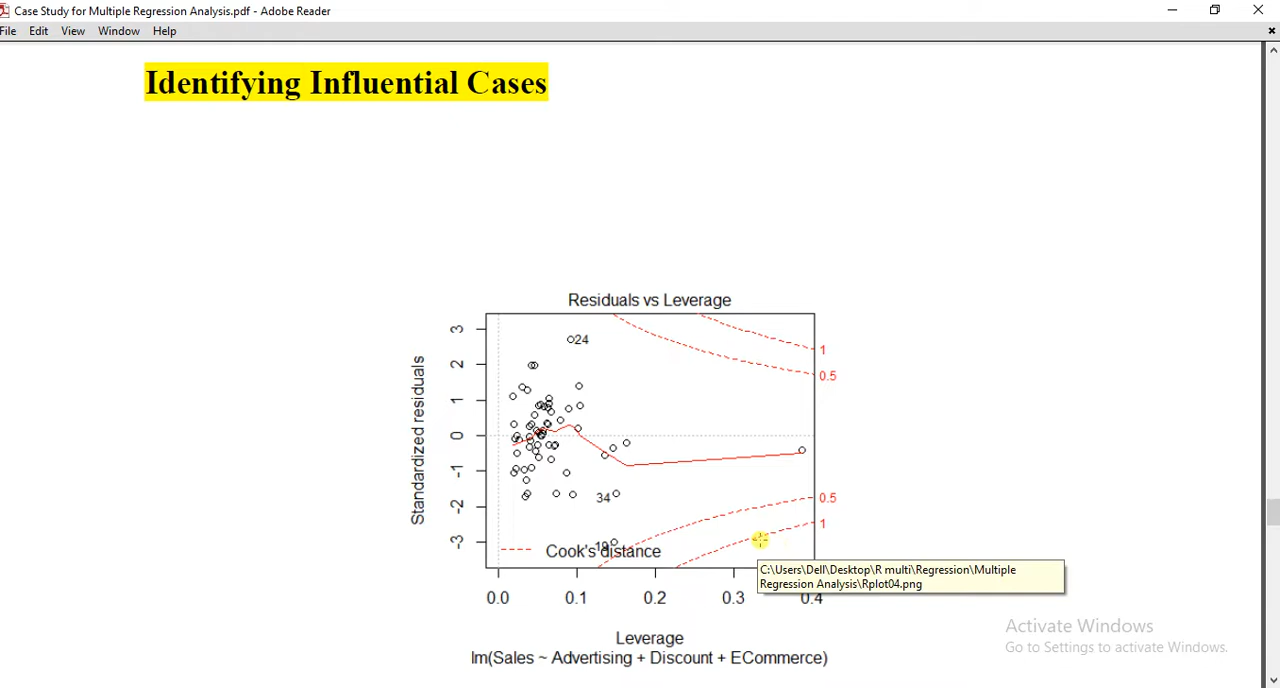 Case Study for Multiple Regression Analysis.pdf - Adobe Reader
File Edit View Window Help
Identifying Influential Cases
Residuals vs Leverage
Standardized residuals
3
2
1
0
-1
-2
-3
24
34
19
1
0.5
0.5
1
Cook's distance
C:\Users\Dell\Desktop\R multi\Regression\Multiple
Regression Analysis\Rplot04.png
0.0 0.1 0.2 0.3 0.4
Leverage
lm(Sales ~ Advertising + Discount + ECommerce)
Activate Windows
Go to Settings to activate Windows.